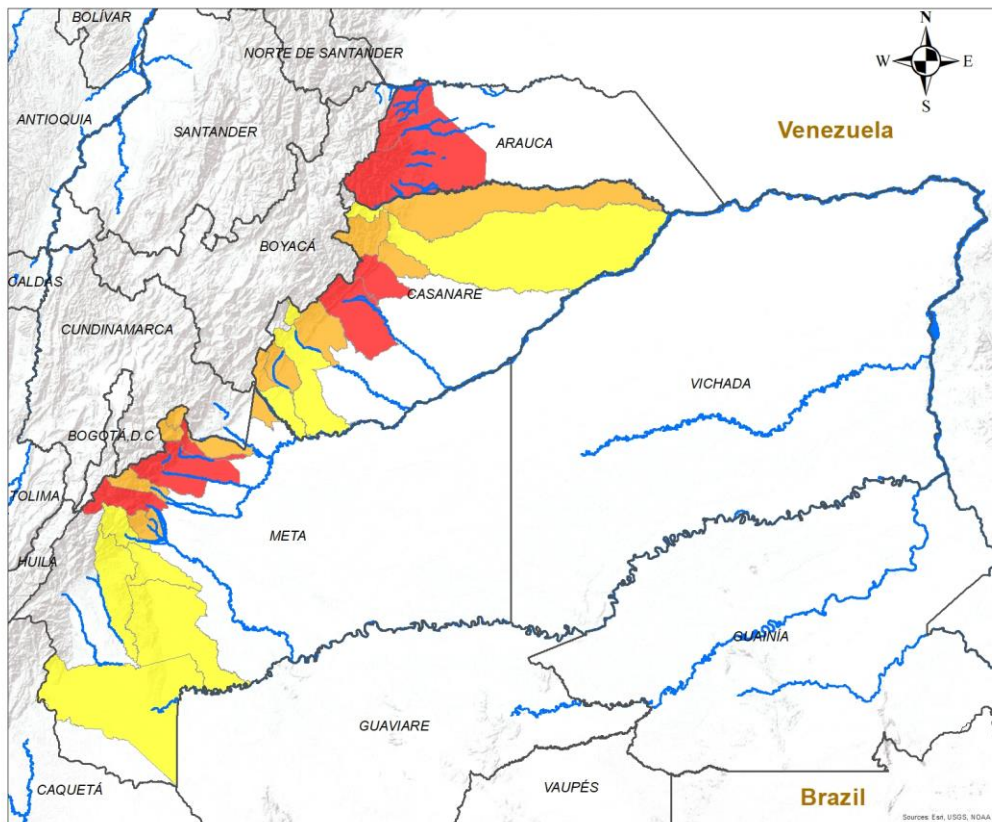 BOLÍVAR
N
NORTE DE SANTANDER
W E
S
ANTIOQUIA
SANTANDER
Venezuela
ARAUCA
BOYACÁ
CALDAS
CASANARE
CUNDINAMARCA
VICHADA
BOGOTÁ, D.C
TOLIMA
META
HUILA
GUAINÍA
GUAVIARE
CAQUETÁ
VAUPÉS
Brazil
Sources: Esri, USGS, NOAA